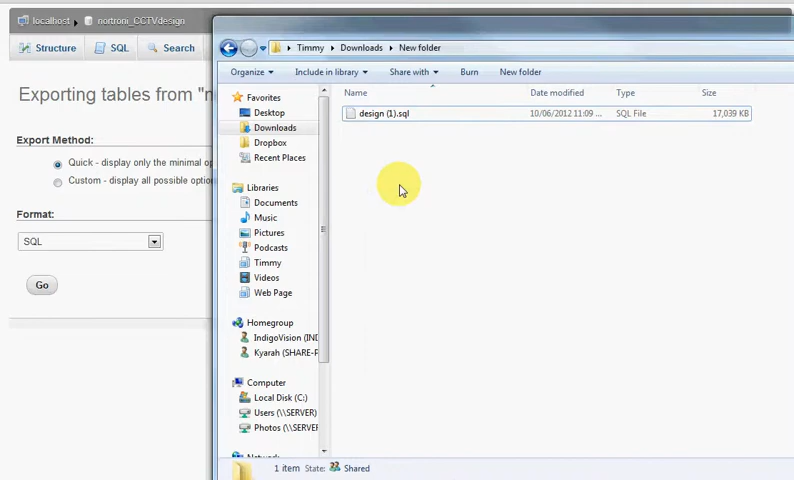 localhost ▸ nortroni_CCTVdesign
Structure SQL Search
Exporting tables from "n
Export Method:
Quick - display only the minimal op
Custom - display all possible option
Format:
SQL
Go
Timmy ▸ Downloads ▸ New folder
Organize Include in library Share with Burn New folder
Favorites
Desktop
Downloads
Dropbox
Recent Places
Libraries
Documents
Music
Pictures
Podcasts
Timmy
Videos
Web Page
Homegroup
IndigoVision (IND
Kyarah (SHARE-P
Computer
Local Disk (C:)
Users (\\SERVER)
Photos (\\SERVER
Network
Name Date modified Type Size
design (1).sql 10/06/2012 11:09 ... SQL File 17,039 KB
1 item State: Shared